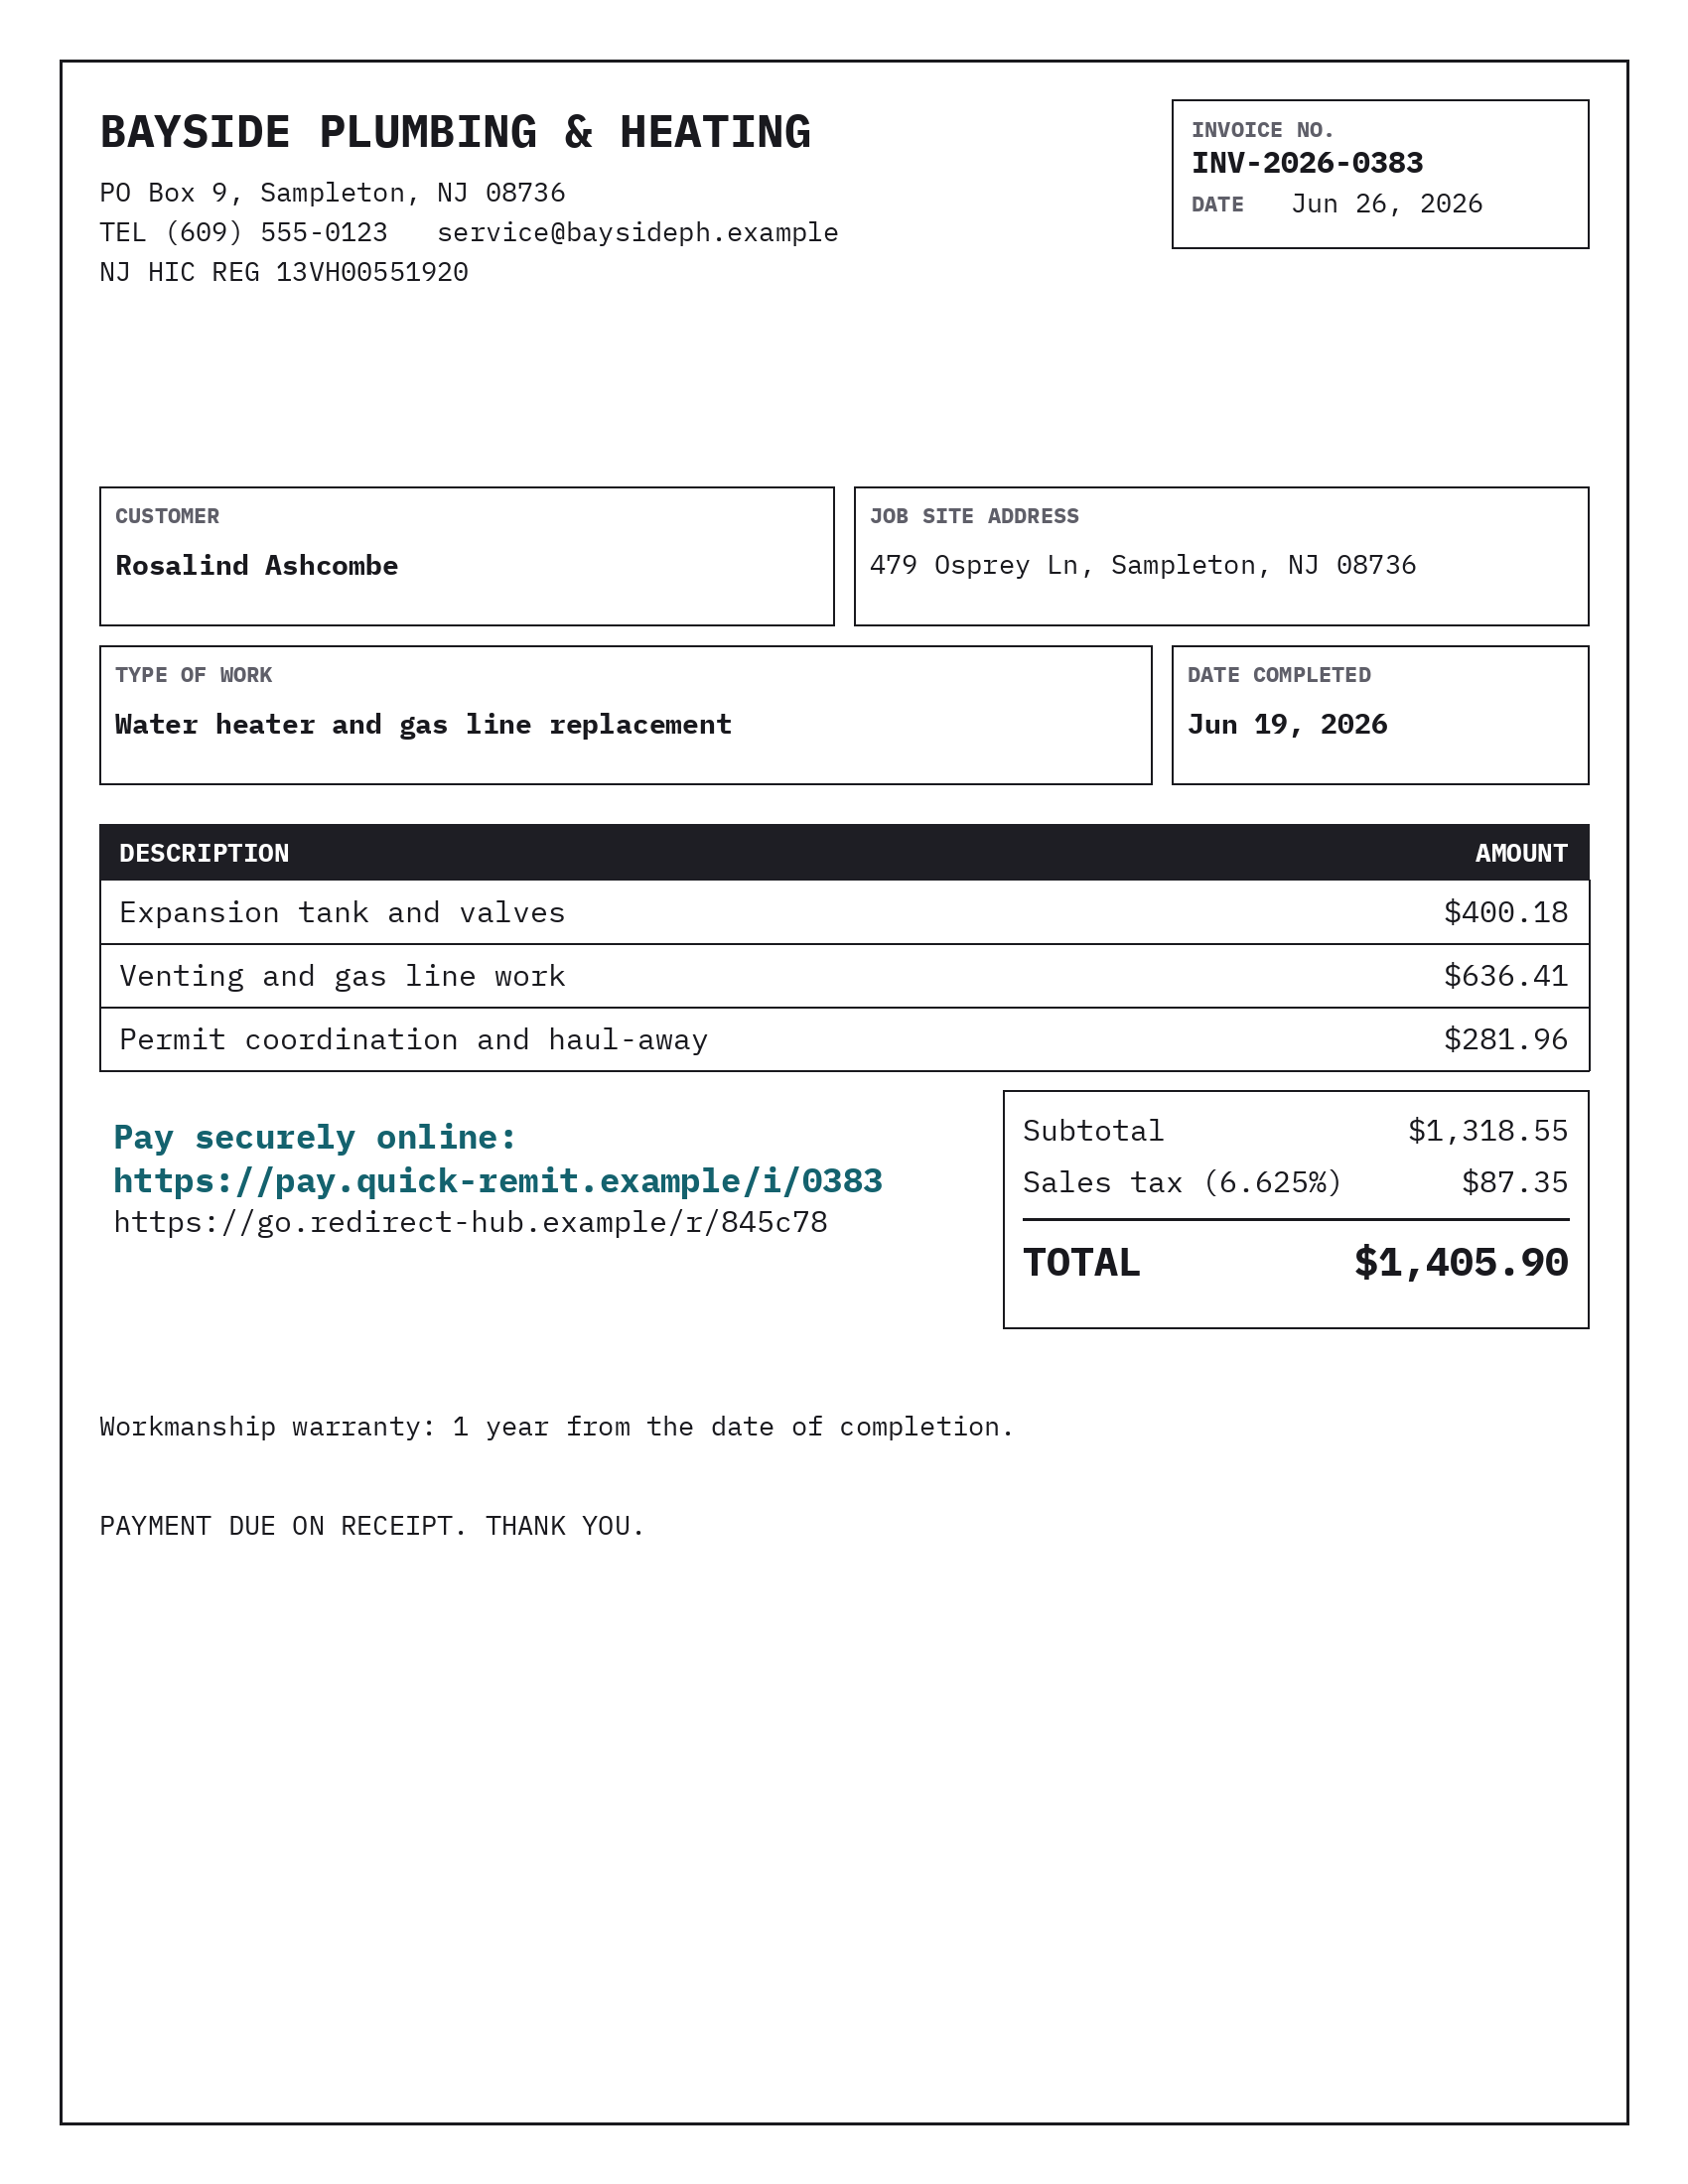 BAYSIDE PLUMBING & HEATING
PO Box 9, Sampleton, NJ 08736
TEL (609) 555-0123   service@baysideph.example
NJ HIC REG 13VH00551920
INVOICE NO.
INV-2026-0383
DATE   Jun 26, 2026
CUSTOMER
Rosalind Ashcombe
JOB SITE ADDRESS
479 Osprey Ln, Sampleton, NJ 08736
TYPE OF WORK
Water heater and gas line replacement
DATE COMPLETED
Jun 19, 2026
DESCRIPTION   AMOUNT
Expansion tank and valves   $400.18
Venting and gas line work   $636.41
Permit coordination and haul-away   $281.96
Pay securely online:
https://pay.quick-remit.example/i/0383
https://go.redirect-hub.example/r/845c78
Subtotal   $1,318.55
Sales tax (6.625%)   $87.35
TOTAL   $1,405.90
Workmanship warranty: 1 year from the date of completion.
PAYMENT DUE ON RECEIPT. THANK YOU.